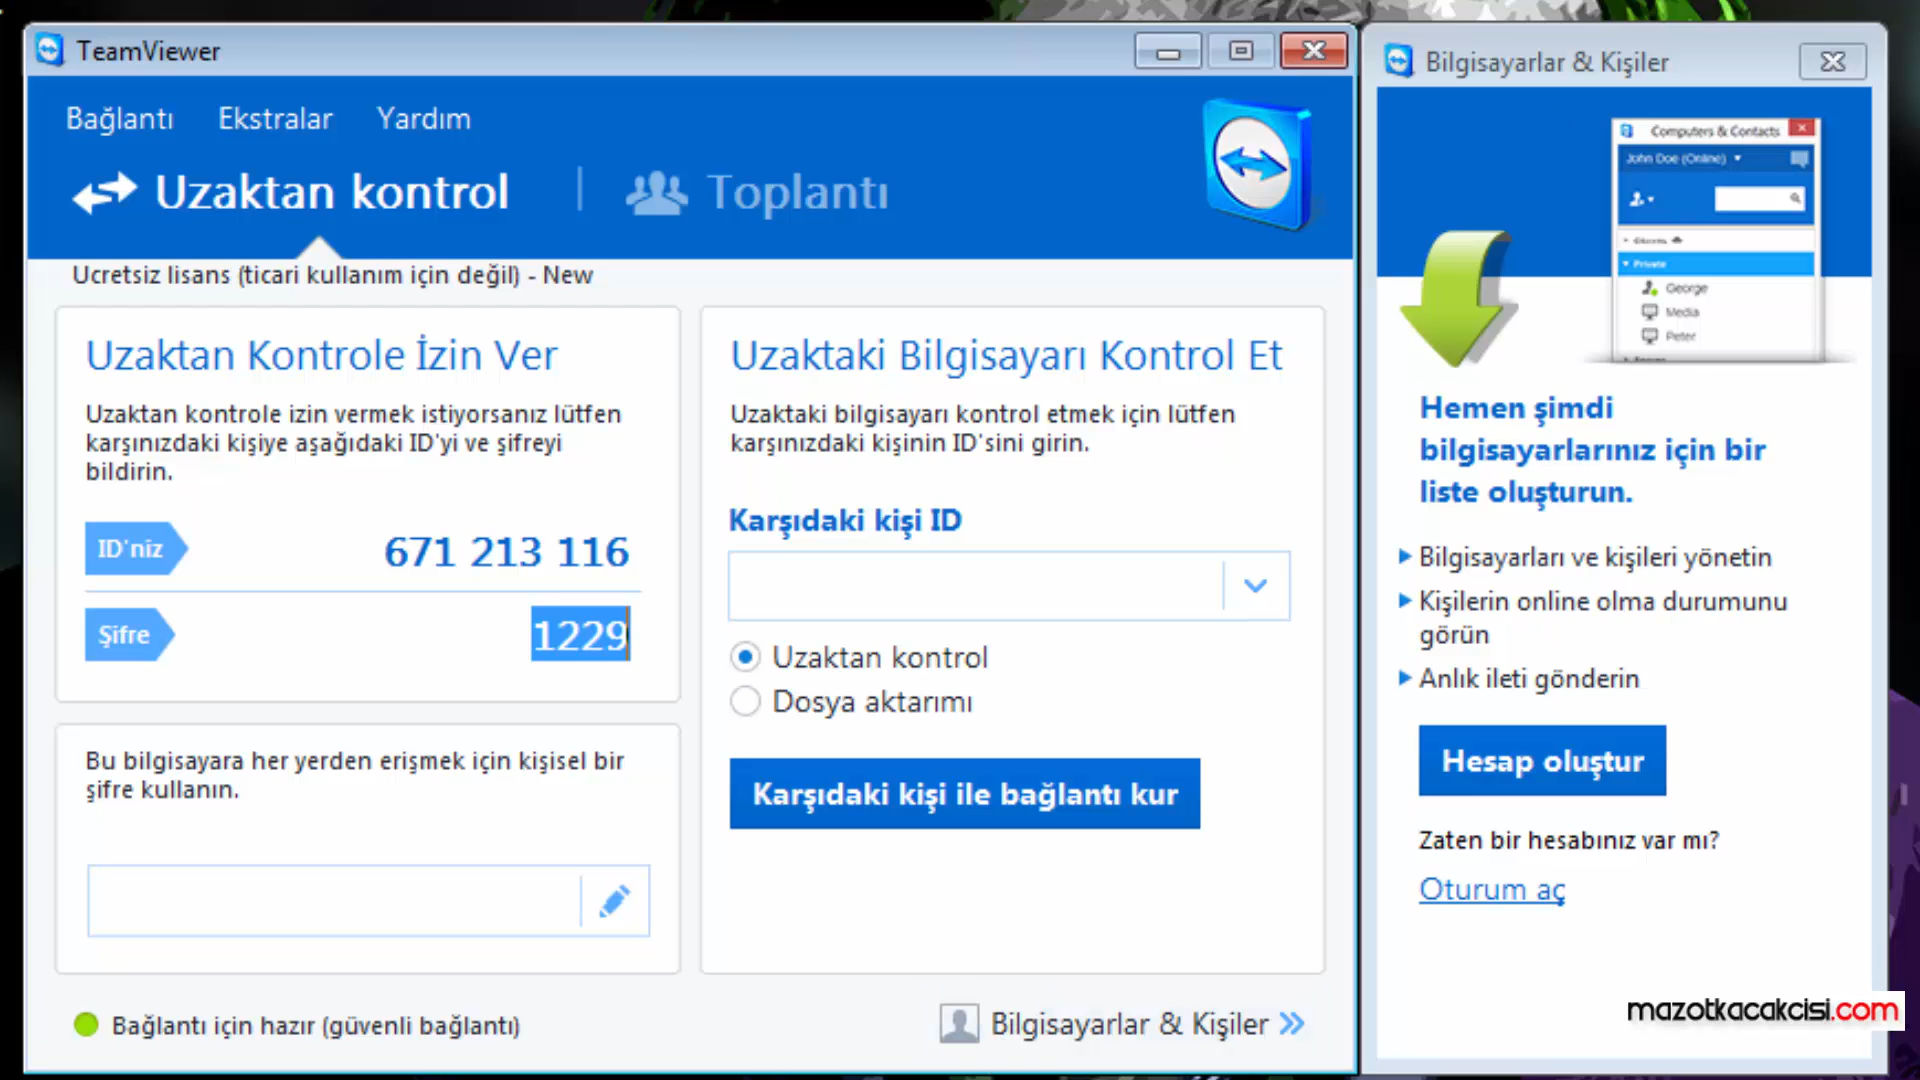 TeamViewer
Bağlantı Ekstralar Yardım
Uzaktan kontrol
Toplantı
Ücretsiz lisans (ticari kullanım için değil) - New
Uzaktan Kontrole İzin Ver
Uzaktan kontrole izin vermek istiyorsanız lütfen
karşınızdaki kişiye aşağıdaki ID'yi ve şifreyi
bildirin.
ID'niz 671 213 116
Şifre 1229
Bu bilgisayara her yerden erişmek için kişisel bir
şifre kullanın.
Uzaktaki Bilgisayarı Kontrol Et
Uzaktaki bilgisayarı kontrol etmek için lütfen
karşınızdaki kişinin ID'sini girin.
Karşıdaki kişi ID
Uzaktan kontrol
Dosya aktarımı
Karşıdaki kişi ile bağlantı kur
Bağlantı için hazır (güvenli bağlantı)
Bilgisayarlar & Kişiler
Bilgisayarlar & Kişiler
Computers & Contacts
John Doe (Online)
Private
George
Media
Peter
Hemen şimdi
bilgisayarlarınız için bir
liste oluşturun.
Bilgisayarları ve kişileri yönetin
Kişilerin online olma durumunu
görün
Anlık ileti gönderin
Hesap oluştur
Zaten bir hesabınız var mı?
Oturum aç
mazotkacakcisi.com